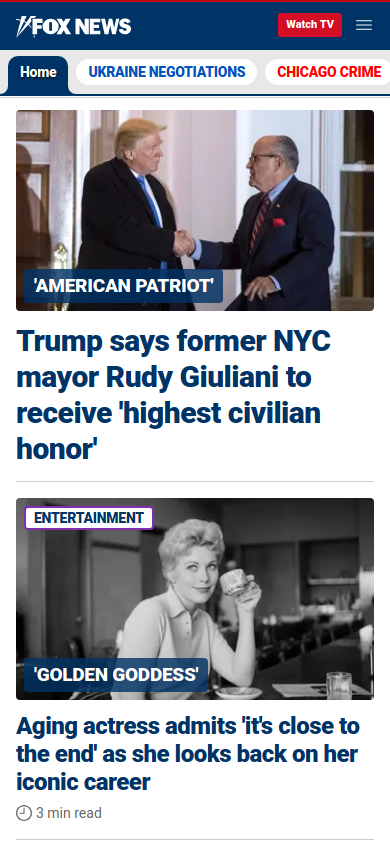 FOX NEWS
Watch TV
Home
UKRAINE NEGOTIATIONS
CHICAGO CRIME
'AMERICAN PATRIOT'
Trump says former NYC
mayor Rudy Giuliani to
receive 'highest civilian
honor'
ENTERTAINMENT
'GOLDEN GODDESS'
Aging actress admits 'it's close to
the end' as she looks back on her
iconic career
3 min read